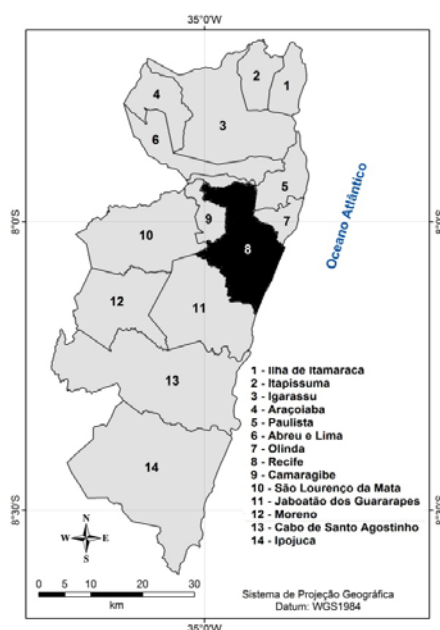 35°0'W
4
2
1
3
6
5
8°0'S
8°0'S
9
7
10
8
12
11
13
14
Oceano Atlântico
1 - Ilha de Itamaraca
2 - Itapissuma
3 - Igarassu
4 - Araçoiaba
5 - Paulista
6 - Abreu e Lima
7 - Olinda
8 - Recife
9 - Camaragibe
10 - São Lourenço da Mata
11 - Jaboatão dos Guararapes
12 - Moreno
13 - Cabo de Santo Agostinho
14 - Ipojuca
8°30'S
8°30'S
N
W E
S
0 5 10 20 30
km
Sistema de Projeção Geográfica
Datum: WGS1984
35°0'W